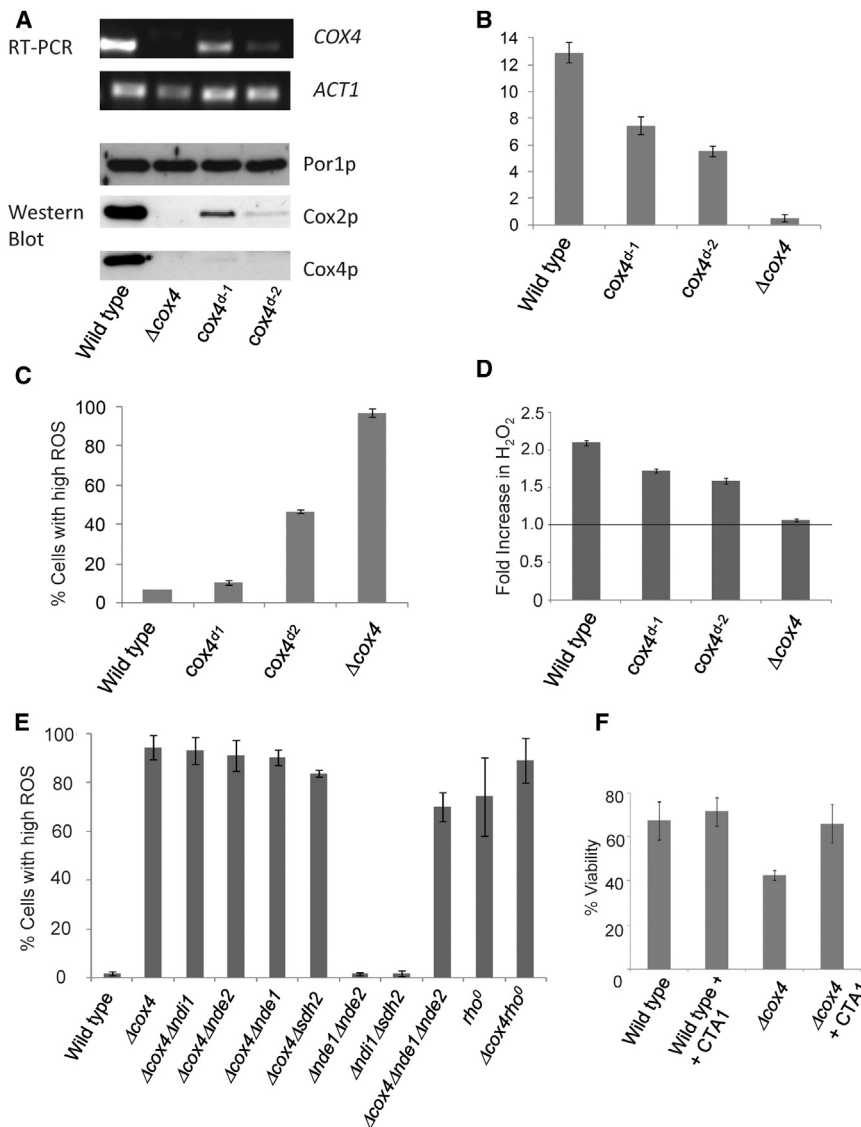 A
RT-PCR
COX4
ACT1
Por1p
Western
Blot
Cox2p
Cox4p
Wild type
Δcox4
cox4ᵈ⁻¹
cox4ᵈ⁻²
B
14
12
10
8
6
4
2
0
Wild type
cox4ᵈ⁻¹
cox4ᵈ⁻²
Δcox4
C
% Cells with high ROS
100
80
60
40
20
0
Wild type
cox4ᵈ¹
cox4ᵈ²
Δcox4
D
Fold Increase in H₂O₂
2.5
2.0
1.5
1.0
0.5
0
Wild type
cox4ᵈ⁻¹
cox4ᵈ⁻²
Δcox4
E
% Cells with high ROS
100
80
60
40
20
0
Wild type
Δcox4
Δcox4Δndi1
Δcox4Δnde2
Δcox4Δnde1
Δcox4Δsdh2
Δnde1Δnde2
Δndi1Δsdh2
Δcox4Δnde1Δnde2
rho⁰
Δcox4rho⁰
F
% Viability
80
60
40
20
0
Wild type
Wild type +
+ CTA1
Δcox4
Δcox4
+ CTA1